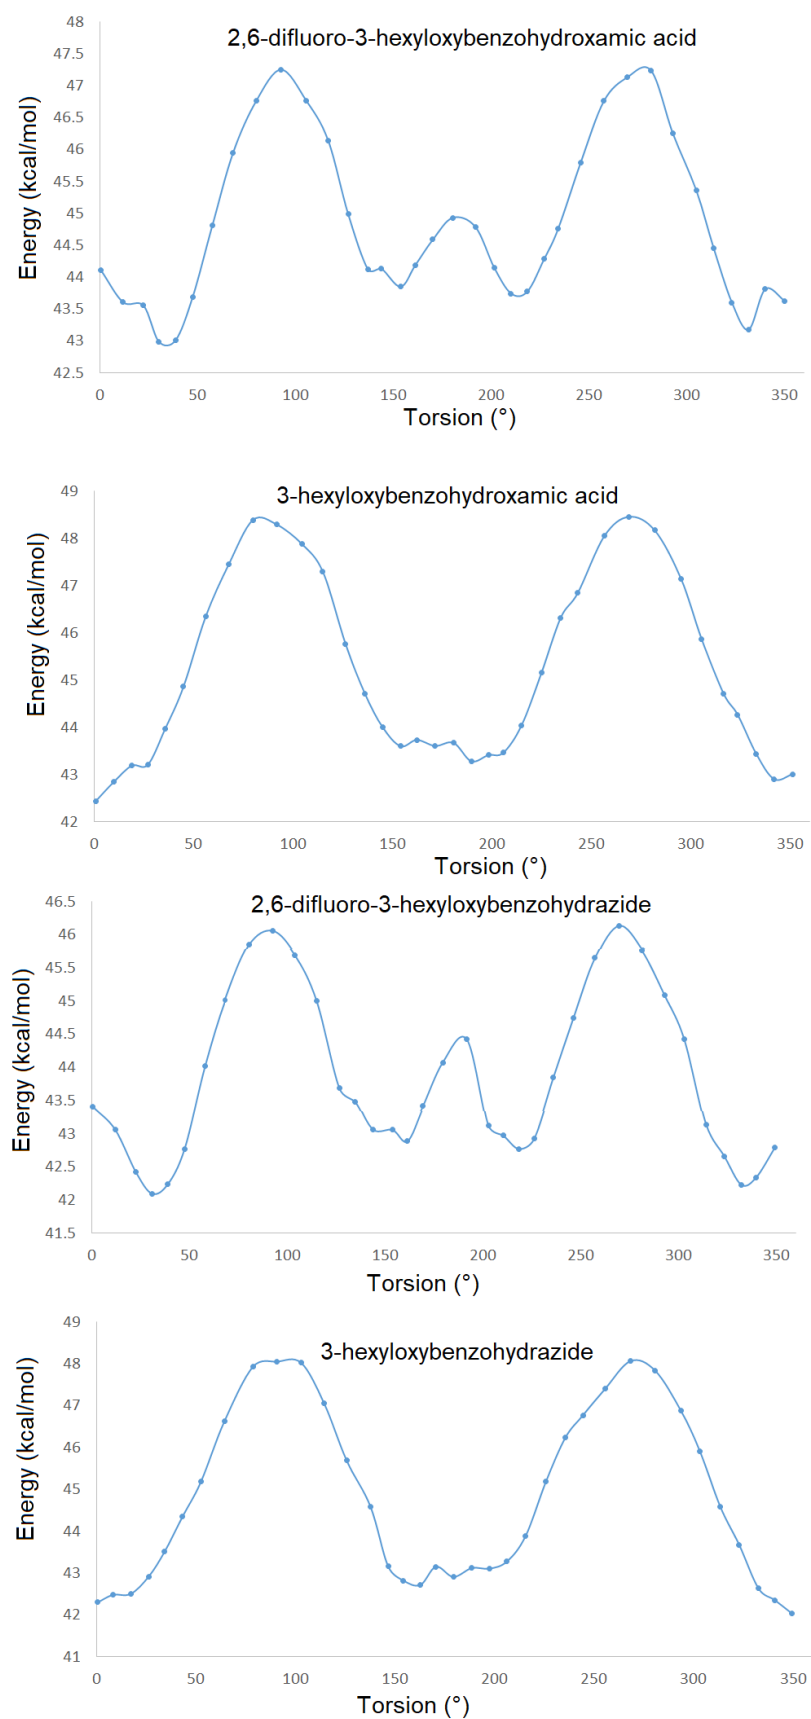 2,6-difluoro-3-hexyloxybenzohydroxamic acid
Energy (kcal/mol)
48
47.5
47
46.5
46
45.5
45
44.5
44
43.5
43
42.5
0 50 100 150 200 250 300 350
Torsion (°)
3-hexyloxybenzohydroxamic acid
Energy (kcal/mol)
49
48
47
46
45
44
43
42
0 50 100 150 200 250 300 350
Torsion (°)
2,6-difluoro-3-hexyloxybenzohydrazide
Energy (kcal/mol)
46.5
46
45.5
45
44.5
44
43.5
43
42.5
42
41.5
0 50 100 150 200 250 300 350
Torsion (°)
3-hexyloxybenzohydrazide
Energy (kcal/mol)
49
48
47
46
45
44
43
42
41
0 50 100 150 200 250 300 350
Torsion (°)